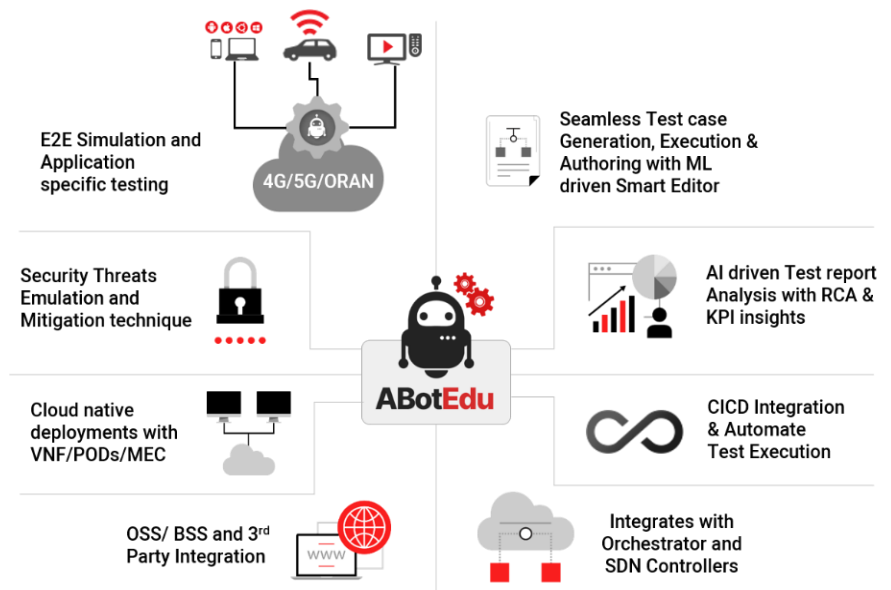 E2E Simulation and
Application
specific testing
4G/5G/ORAN
Seamless Test case
Generation, Execution &
Authoring with ML
driven Smart Editor
Security Threats
Emulation and
Mitigation technique
AI driven Test report
Analysis with RCA &
KPI insights
ABotEdu
Cloud native
deployments with
VNF/PODs/MEC
CICD Integration
& Automate
Test Execution
OSS/ BSS and 3rd
Party Integration
www
Integrates with
Orchestrator and
SDN Controllers